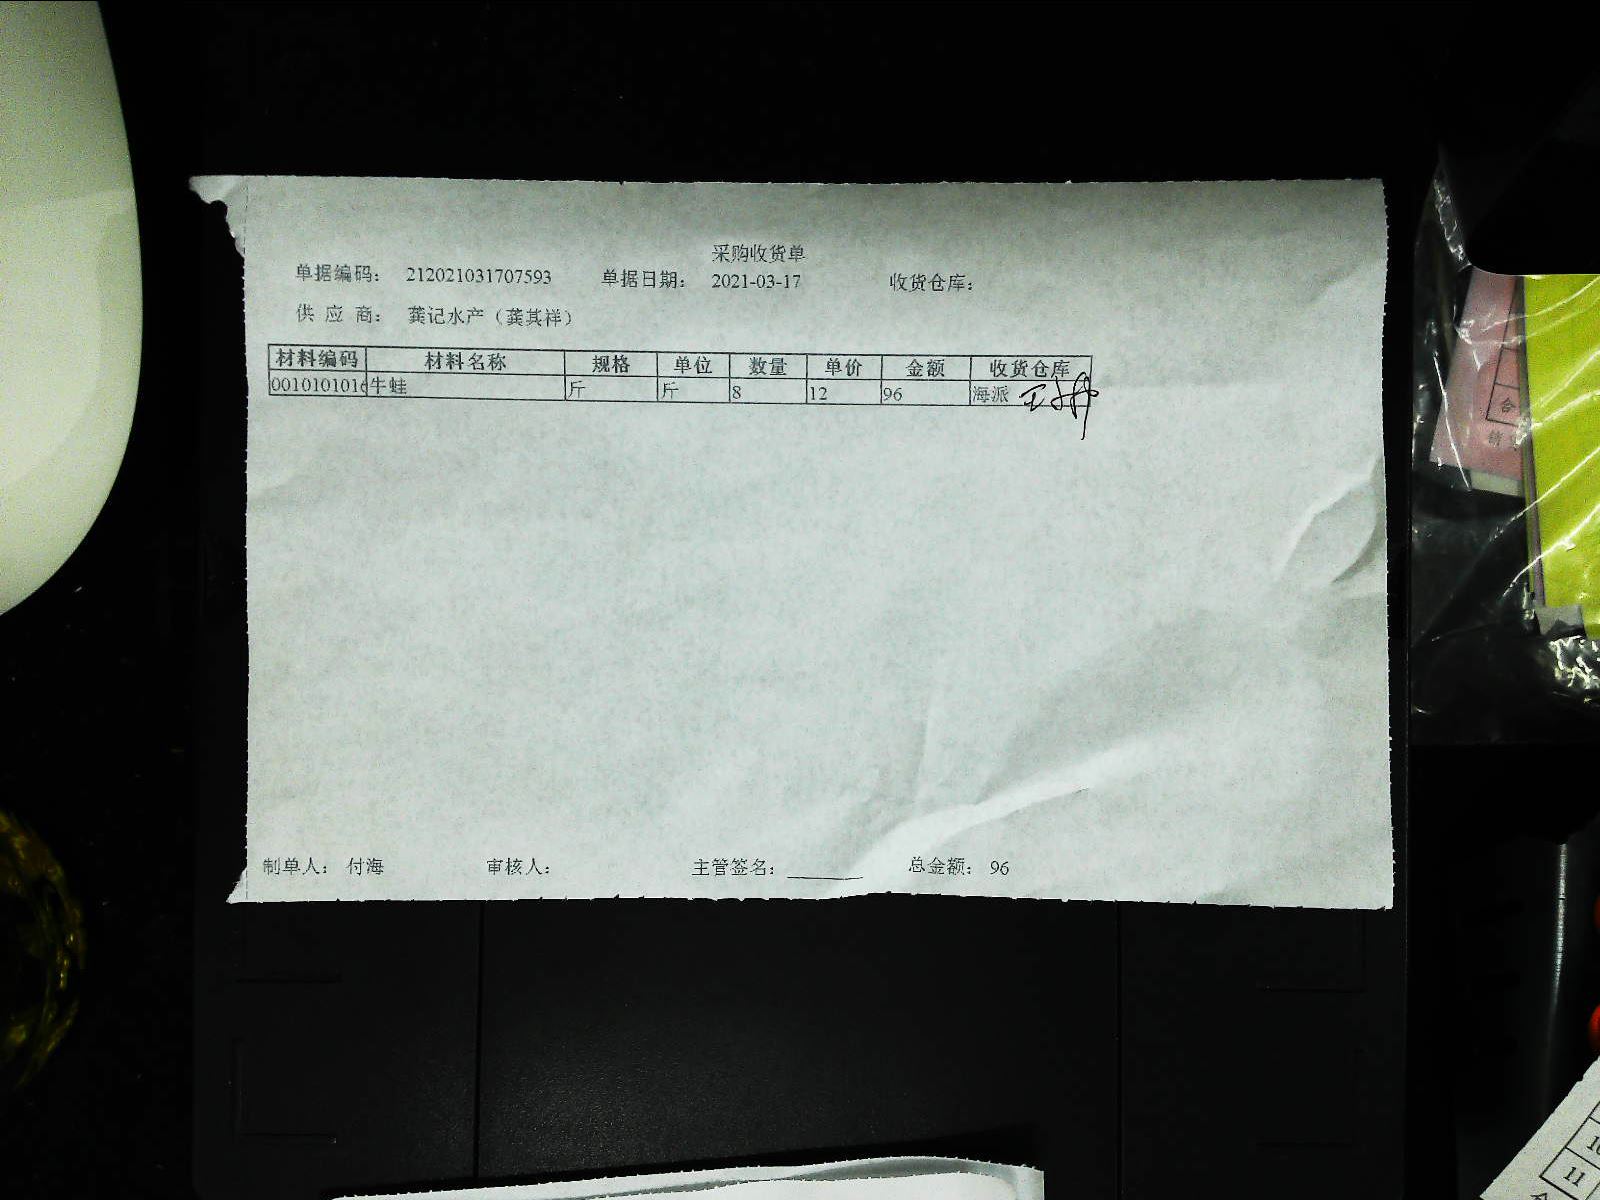 采购收货单
单据编码： 212021031707593 单据日期： 2021-03-17 收货仓库：
供 应 商： 龚记水产（龚其祥）
材料编码 材料名称 规格 单位 数量 单价 金额 收货仓库
001010101 牛蛙 斤 斤 8 12 96 海派
制单人： 付海 审核人： 主管签名： 总金额： 96
合
10
11